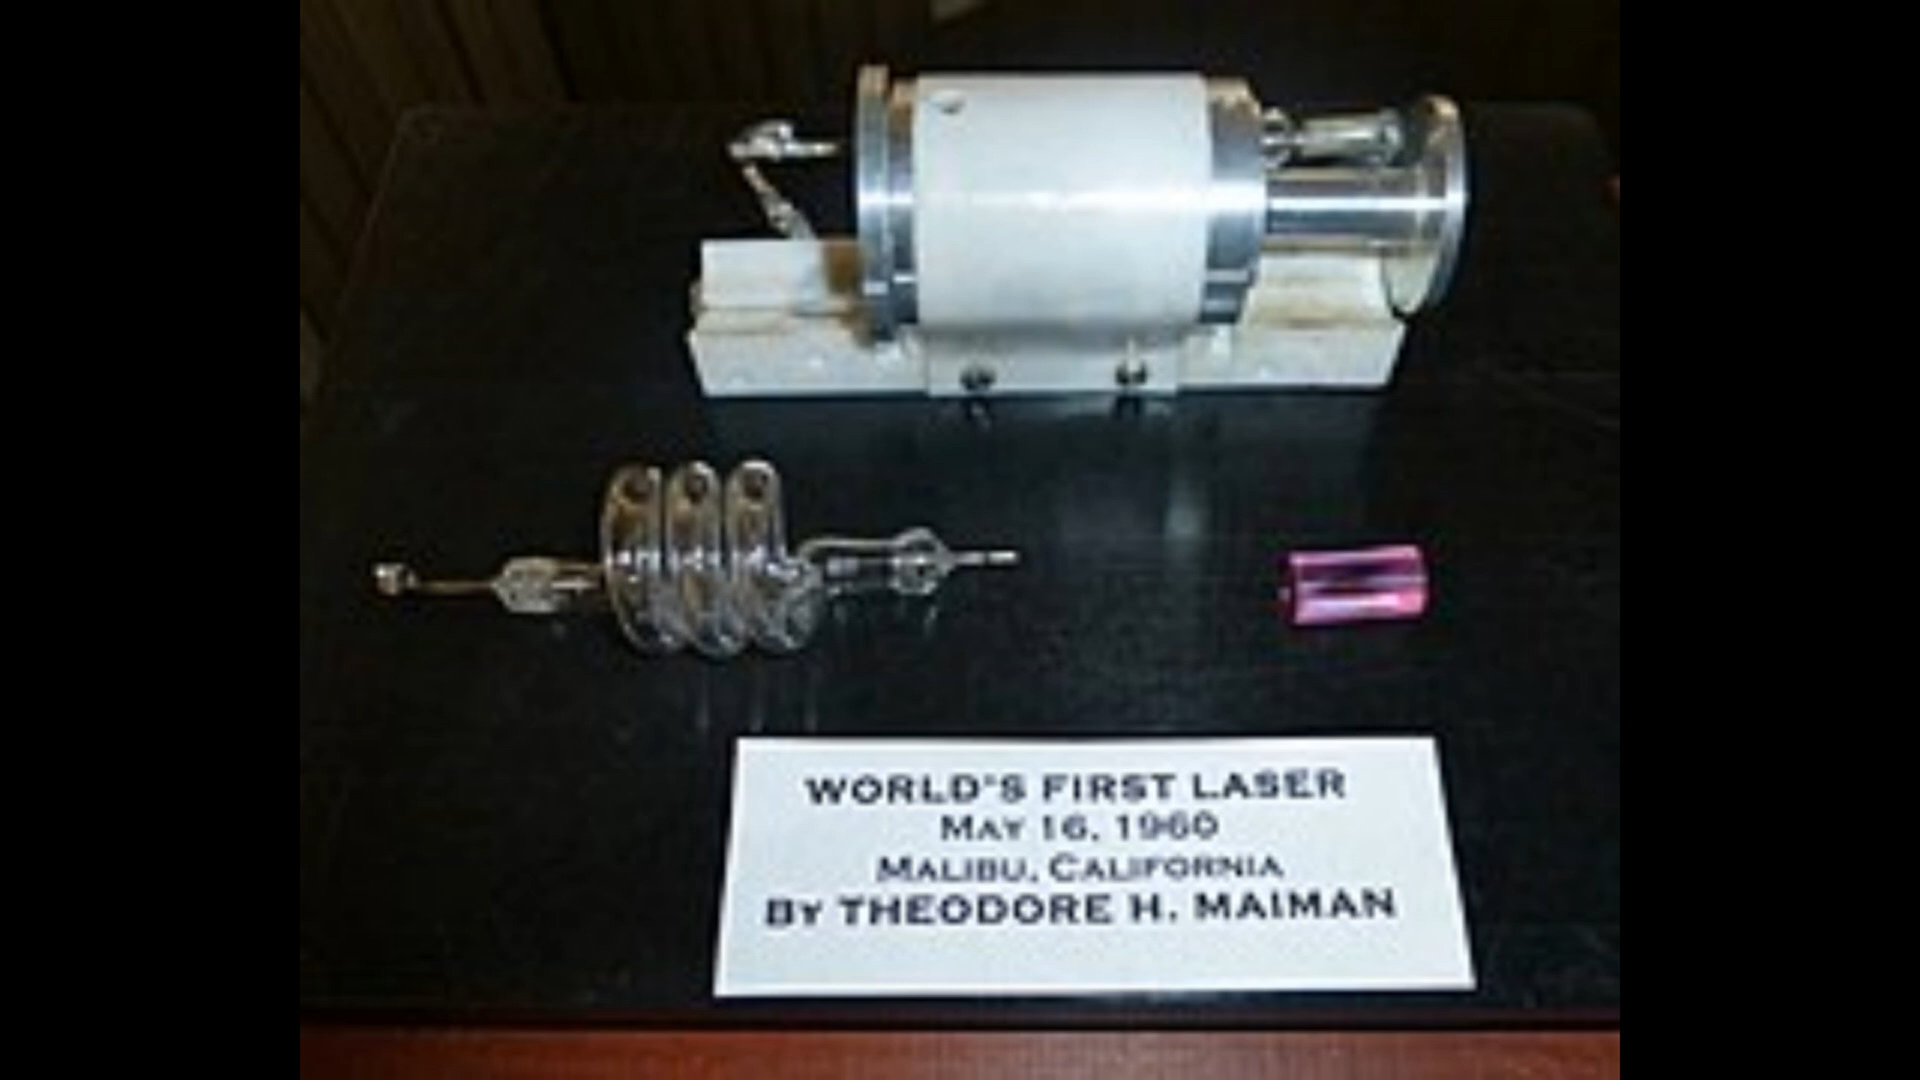 WORLD'S FIRST LASER
MAY 16, 1960
MALIBU, CALIFORNIA
BY THEODORE H. MAIMAN